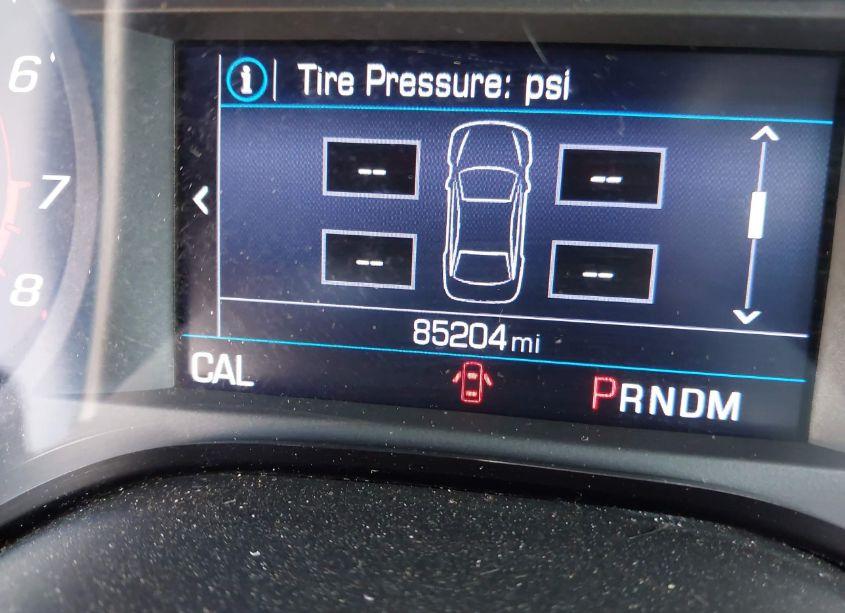 6
7
8
i Tire Pressure: psi
-- --
-- --
85204 mi
CAL PRNDM